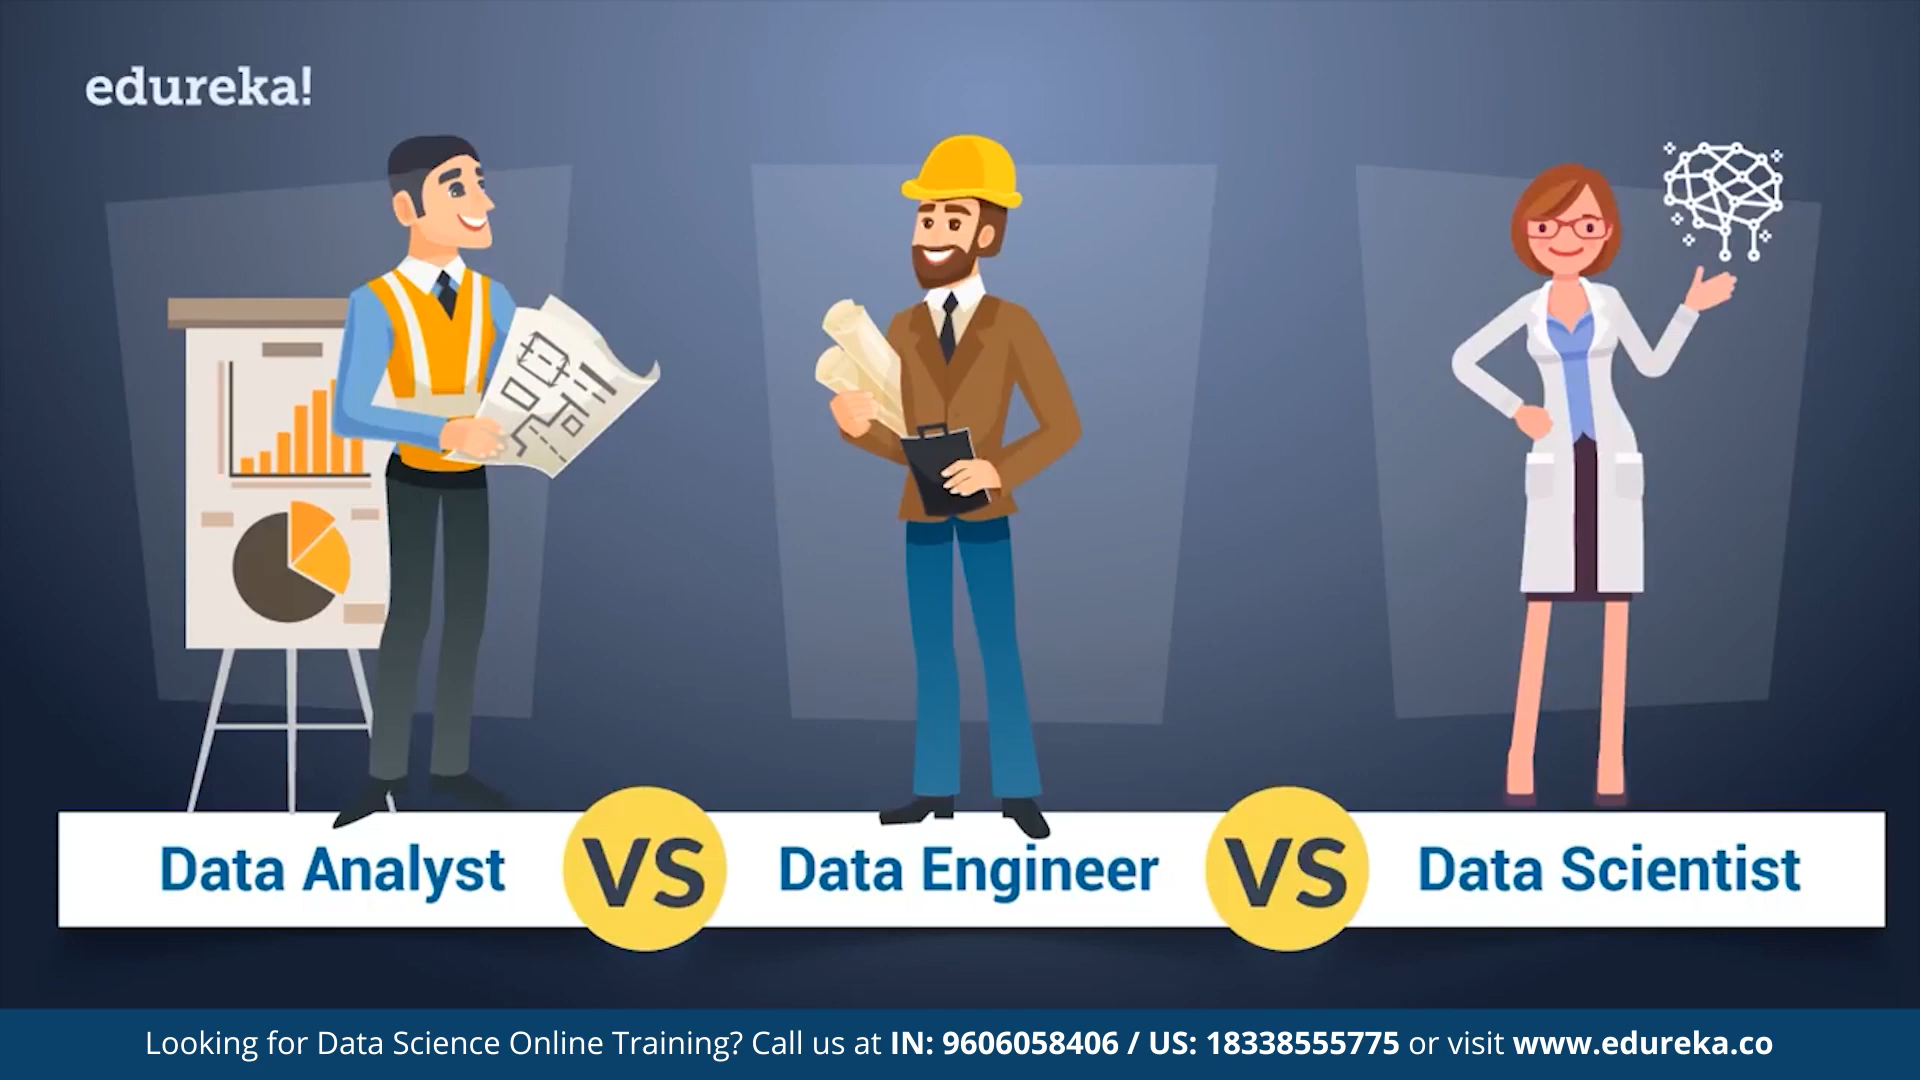 edureka!
Data Analyst VS Data Engineer VS Data Scientist
Looking for Data Science Online Training? Call us at IN: 9606058406 / US: 18338555775 or visit www.edureka.co